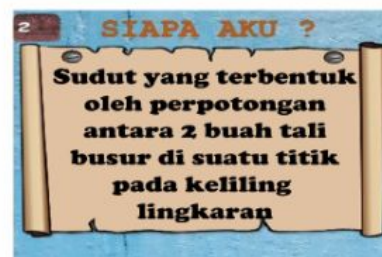 2
SIAPA AKU ?
Sudut yang terbentuk
oleh perpotongan
antara 2 buah tali
busur di suatu titik
pada keliling
lingkaran